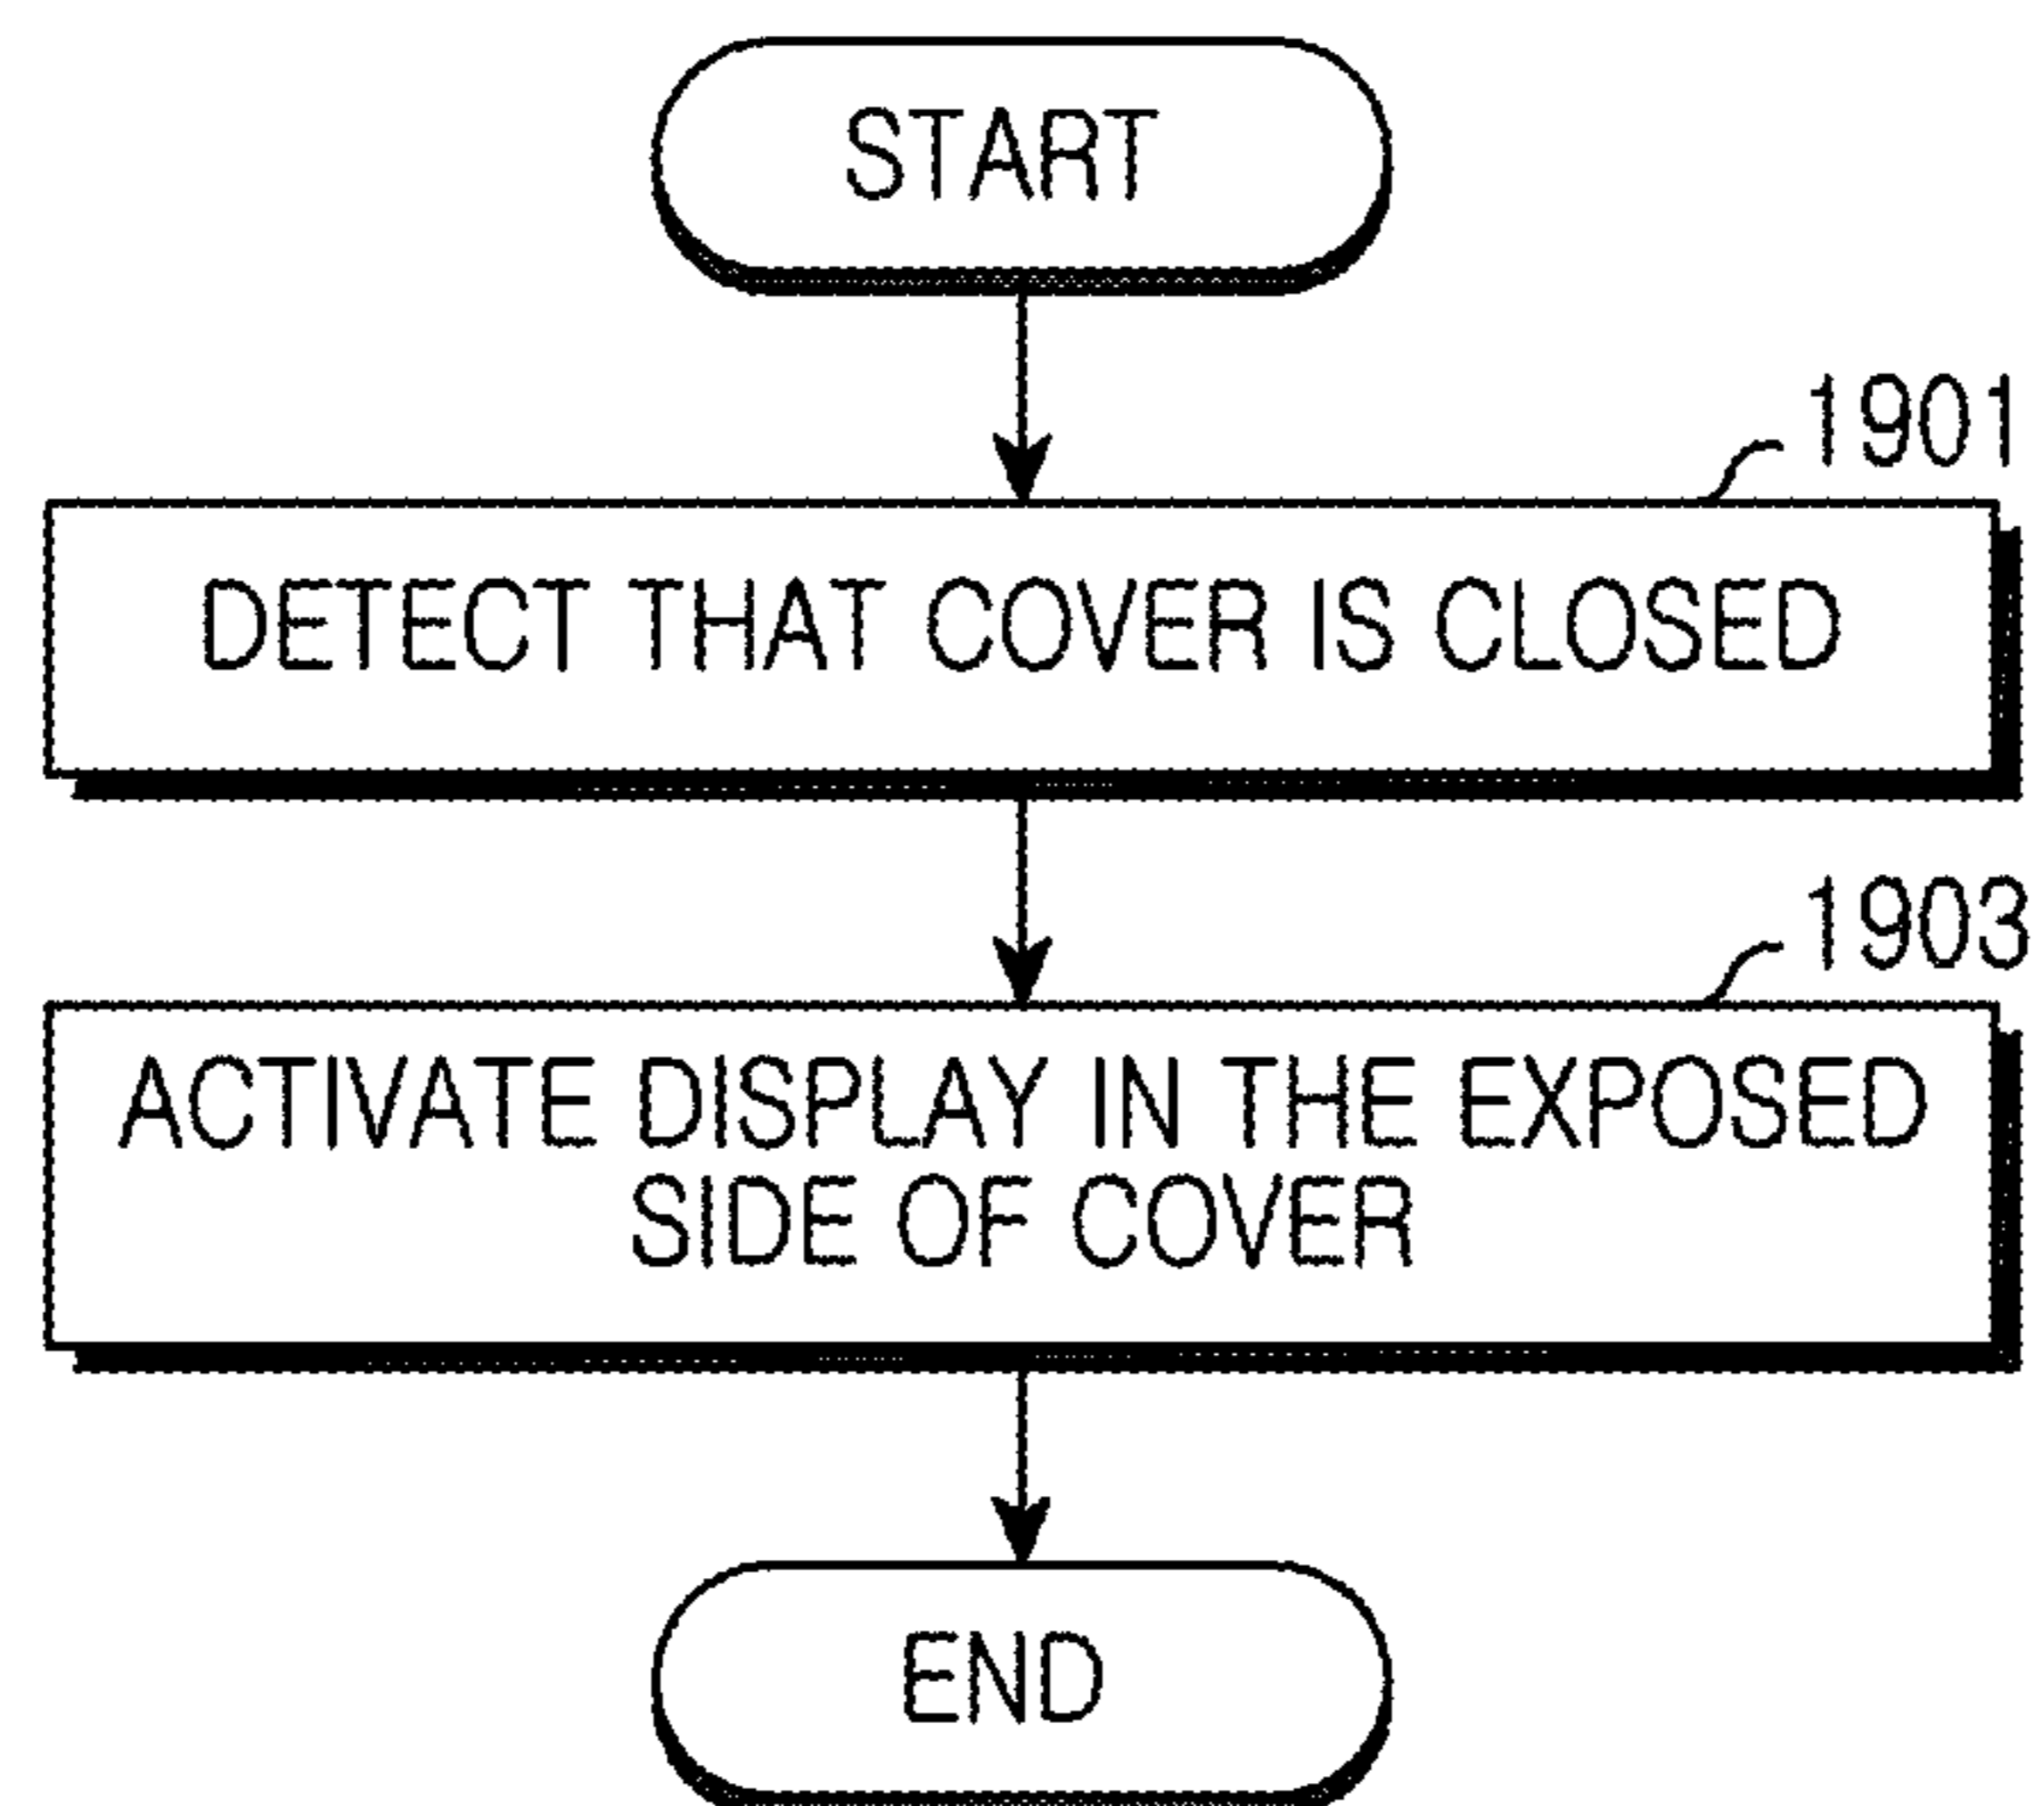 START
1901
DETECT THAT COVER IS CLOSED
1903
ACTIVATE DISPLAY IN THE EXPOSED
SIDE OF COVER
END